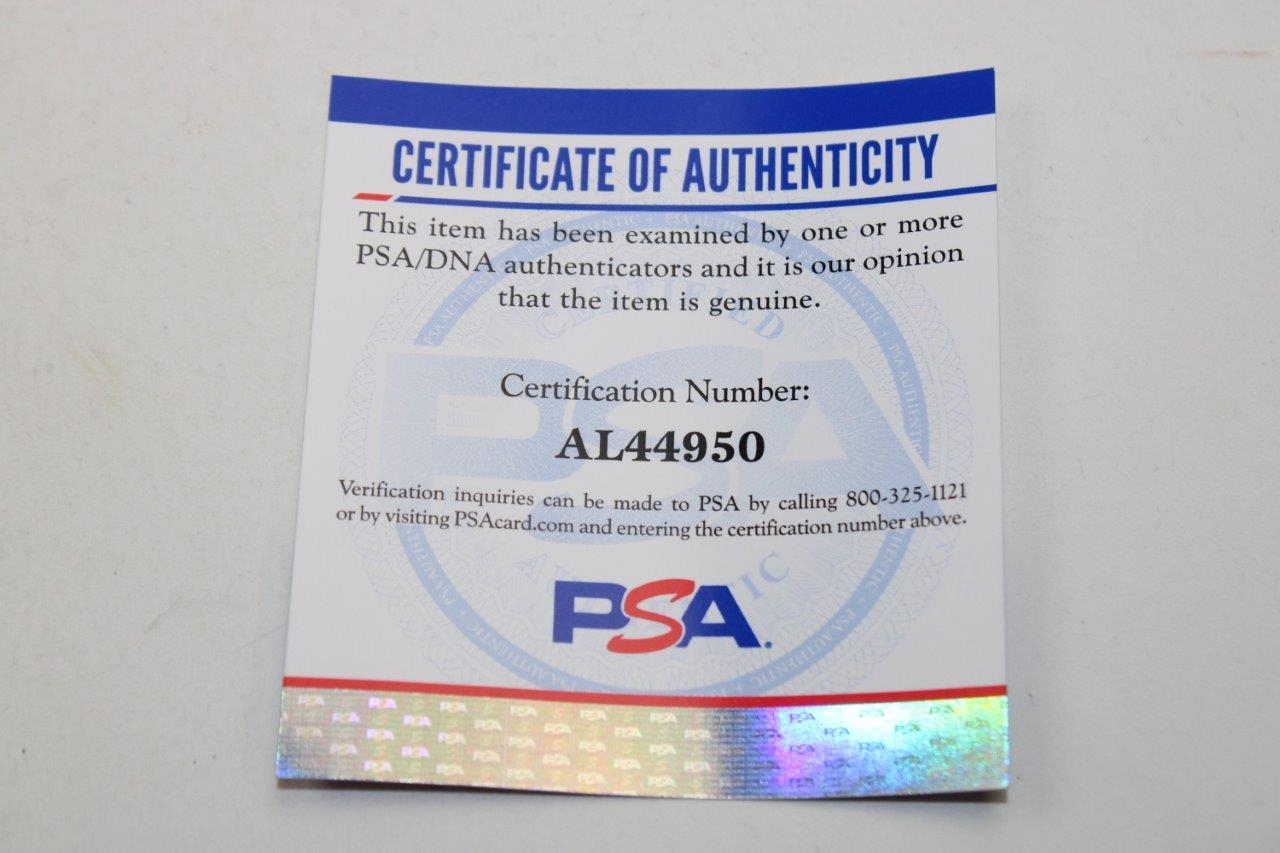 CERTIFICATE OF AUTHENTICITY
This item has been examined by one or more
PSA/DNA authenticators and it is our opinion
that the item is genuine.
Certification Number:
AL44950
Verification inquiries can be made to PSA by calling 800-325-1121
or by visiting PSAcard.com and entering the certification number above.
PSA